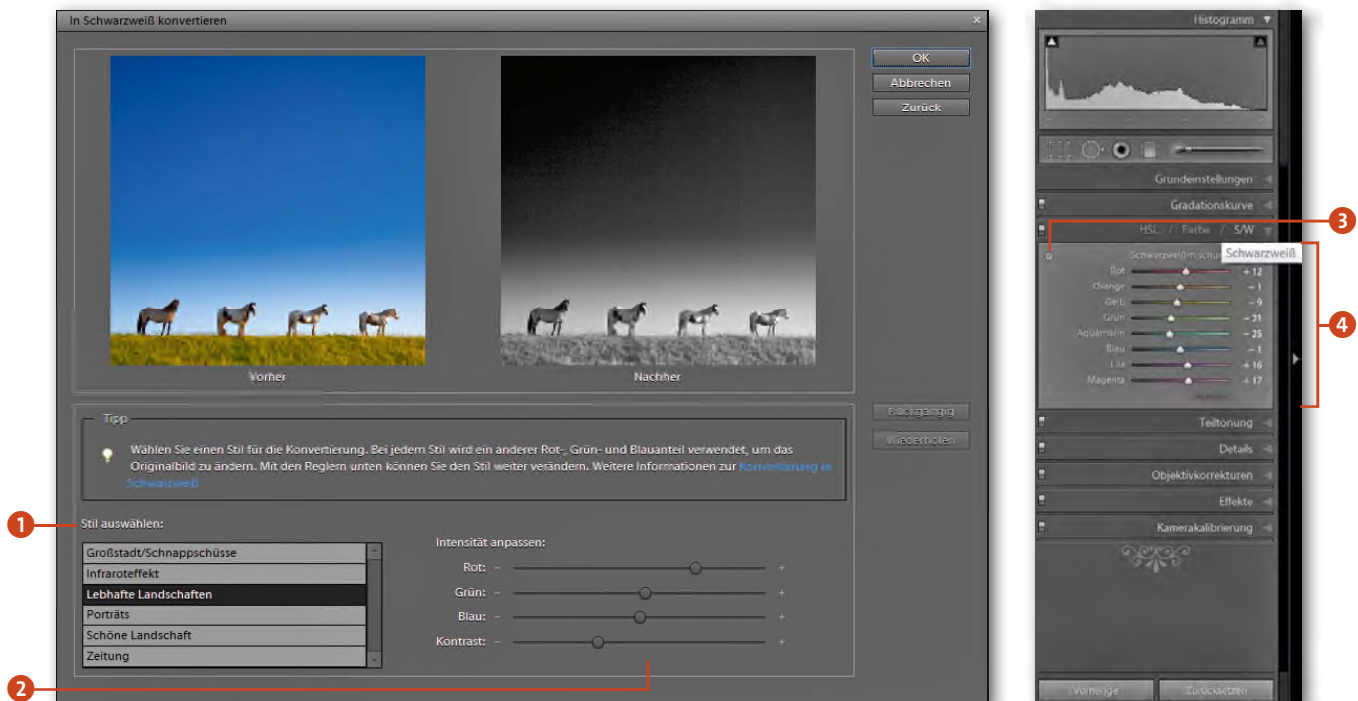 In Schwarzweiß konvertieren
OK
Abbrechen
Zurück
Vorher
Nachher
Rückgängig
Wiederholen
Tipp
Wählen Sie einen Stil für die Konvertierung. Bei jedem Stil wird ein anderer Rot-, Grün- und Blauanteil verwendet, um das
Originalbild zu ändern. Mit den Reglern unten können Sie den Stil weiter verändern. Weitere Informationen zur Konvertierung in
Schwarzweiß
1
Stil auswählen:
Großstadt/Schnappschüsse
Infraroteffekt
Lebhafte Landschaften
Porträts
Schöne Landschaft
Zeitung
Intensität anpassen:
Rot: - +
Grün: - +
Blau: - +
Kontrast: - +
2
Histogramm
Grundeinstellungen
Gradationskurve
3
HSL / Farbe / S/W
Schwarzweiß
4
Rot + 12
Orange - 1
Gelb - 9
Grün - 21
Aquamarin - 25
Blau - 1
Lila + 16
Magenta + 17
Teiltonung
Details
Objektivkorrekturen
Effekte
Kamerakalibrierung
Vorherige
Zurücksetzen